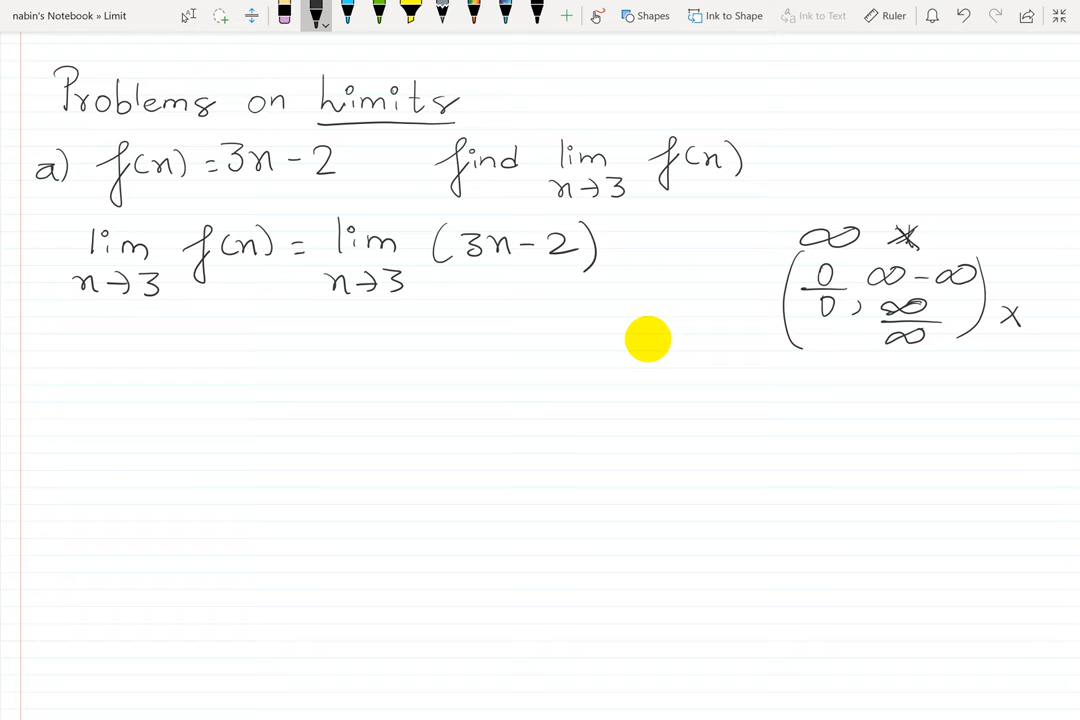 nabin's Notebook » Limit
Shapes Ink to Shape Ink to Text Ruler
Problems on Limits
a) f(x) = 3x - 2 find lim x→3 f(x)
lim x→3 f(x) = lim x→3 (3x - 2)
∞
(0/0, ∞ - ∞, ∞/∞) ×